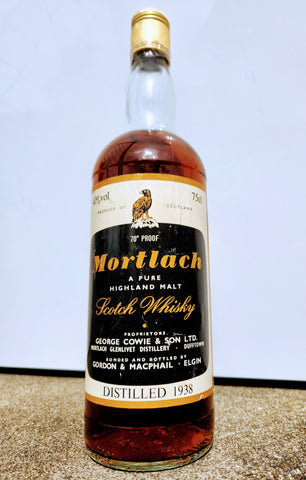 40%vol 75cl
PRODUCE OF SCOTLAND
70° PROOF
Mortlach
A PURE
HIGHLAND MALT
Scotch Whisky
PROPRIETORS.
GEORGE COWIE & SON LTD.
MORTLACH GLENLIVET DISTILLERY · DUFFTOWN
BONDED AND BOTTLED BY
GORDON & MACPHAIL · ELGIN
DISTILLED 1938